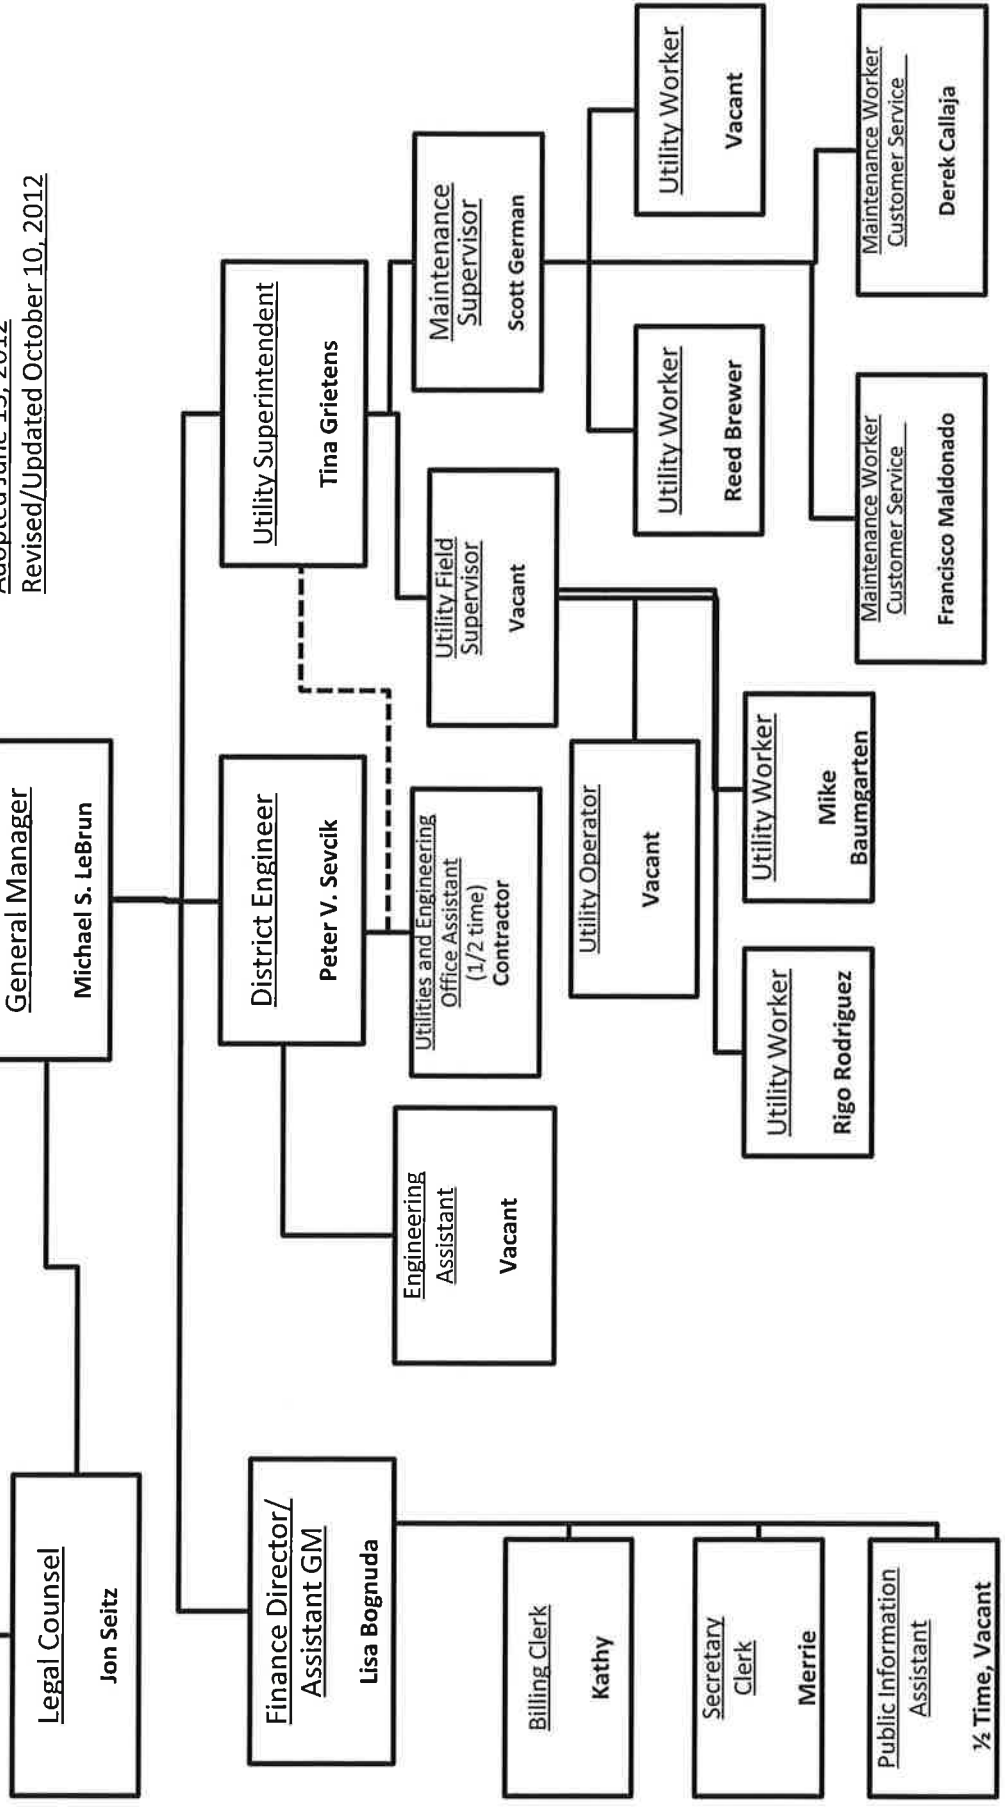 Revised/Updated October 10, 2012
General Manager
Michael S. LeBrun
Legal Counsel
Jon Seitz
Finance Director/
Assistant GM
Lisa Bognuda
District Engineer
Peter V. Sevcik
Utility Superintendent
Tina Grietens
Billing Clerk
Kathy
Secretary
Clerk
Merrie
Public Information
Assistant
½ Time, Vacant
Engineering
Assistant
Vacant
Utilities and Engineering
Office Assistant
(1/2 time)
Contractor
Utility Field
Supervisor
Vacant
Maintenance
Supervisor
Scott German
Utility Operator
Vacant
Utility Worker
Rigo Rodriguez
Utility Worker
Mike
Baumgarten
Utility Worker
Reed Brewer
Utility Worker
Vacant
Maintenance Worker
Customer Service
Francisco Maldonado
Maintenance Worker
Customer Service
Derek Callaja